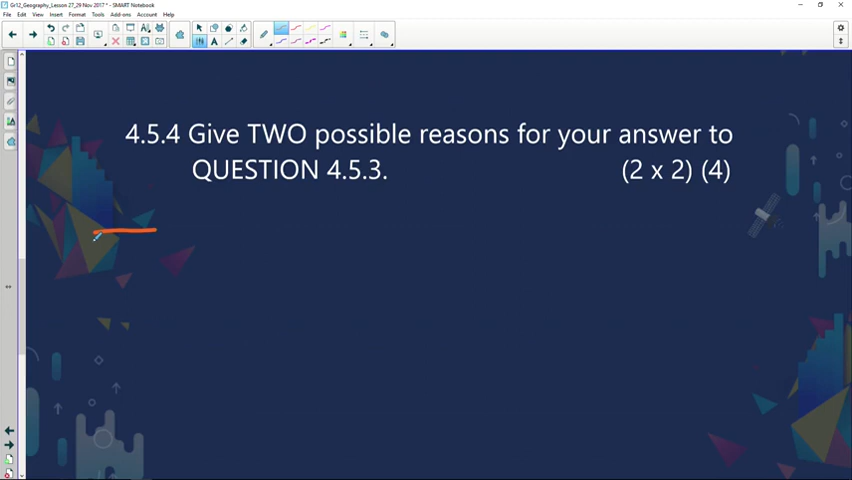 Gr12_Geography_Lesson 27_29 Nov 2017 * - SMART Notebook
File Edit View Insert Format Tools Add-ons Account Help
4.5.4 Give TWO possible reasons for your answer to
QUESTION 4.5.3. (2 x 2) (4)